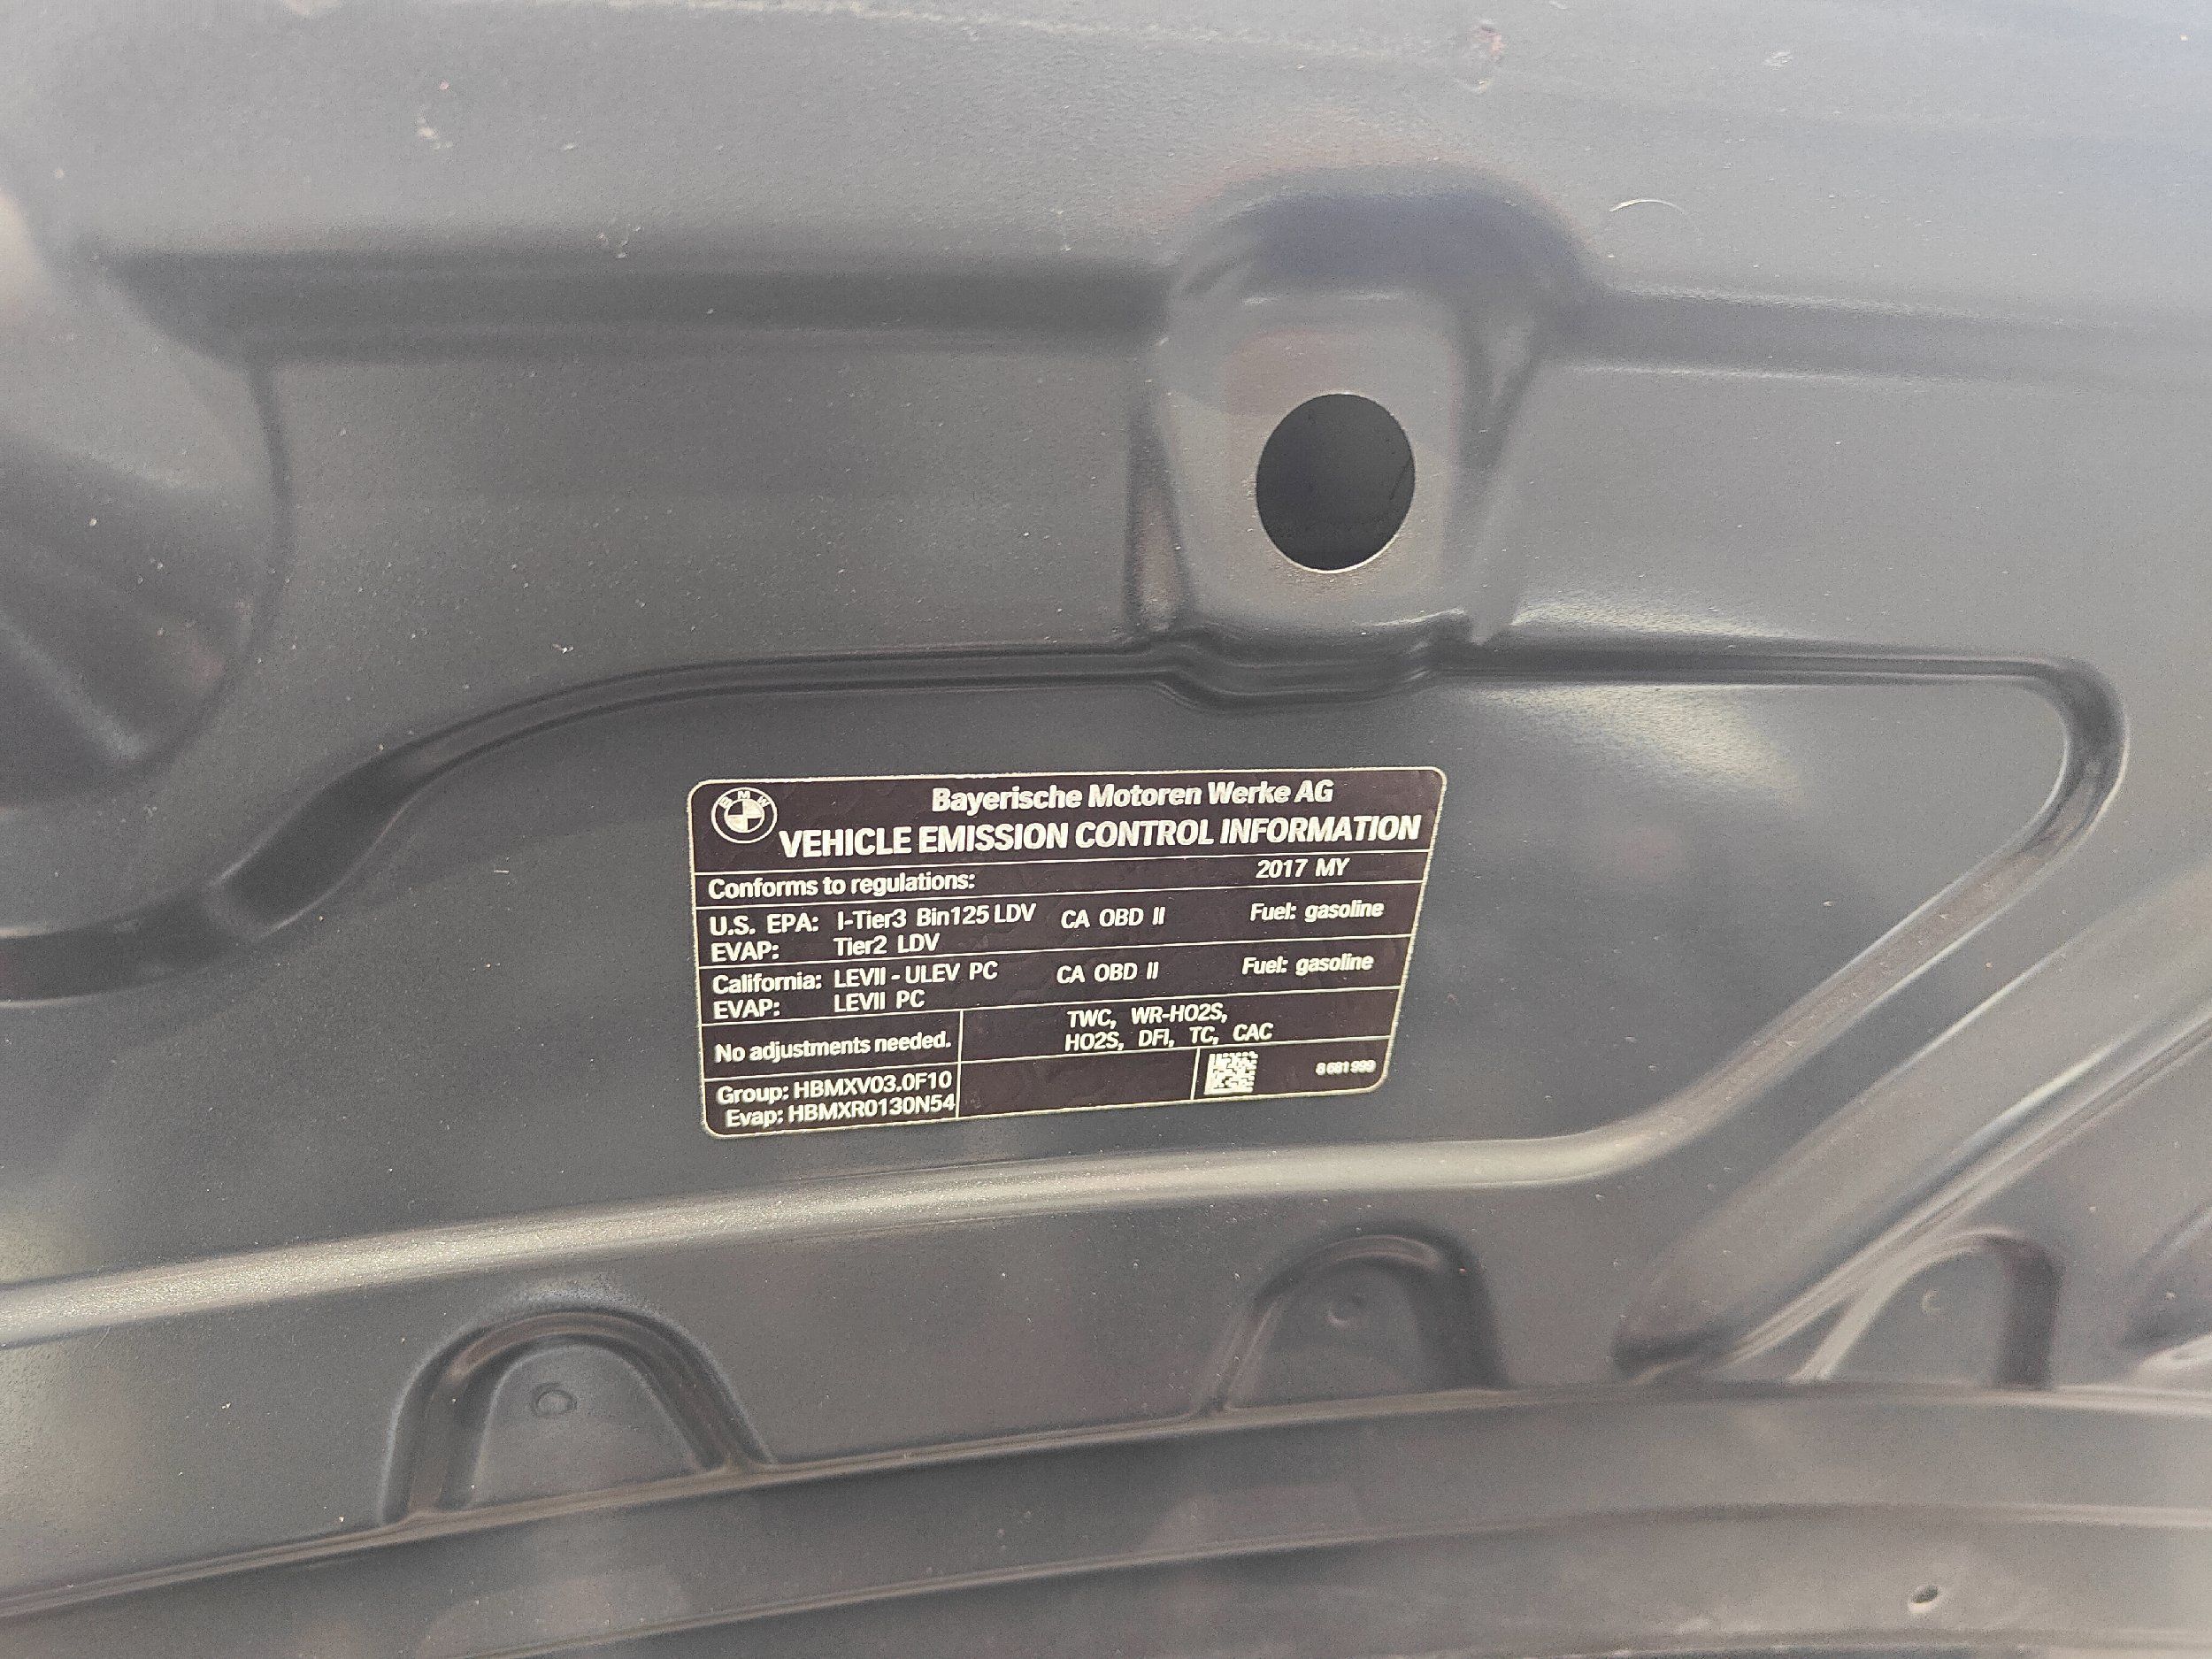 BMW
Bayerische Motoren Werke AG
VEHICLE EMISSION CONTROL INFORMATION
Conforms to regulations: 2017 MY
U.S. EPA: I-Tier3 Bin125 LDV CA OBD II Fuel: gasoline
EVAP: Tier2 LDV
California: LEVII - ULEV PC CA OBD II Fuel: gasoline
EVAP: LEVII PC
No adjustments needed.
TWC, WR-HO2S,
HO2S, DFI, TC, CAC
Group: HBMXV03.0F10
Evap: HBMXR0130N54
8 681 999